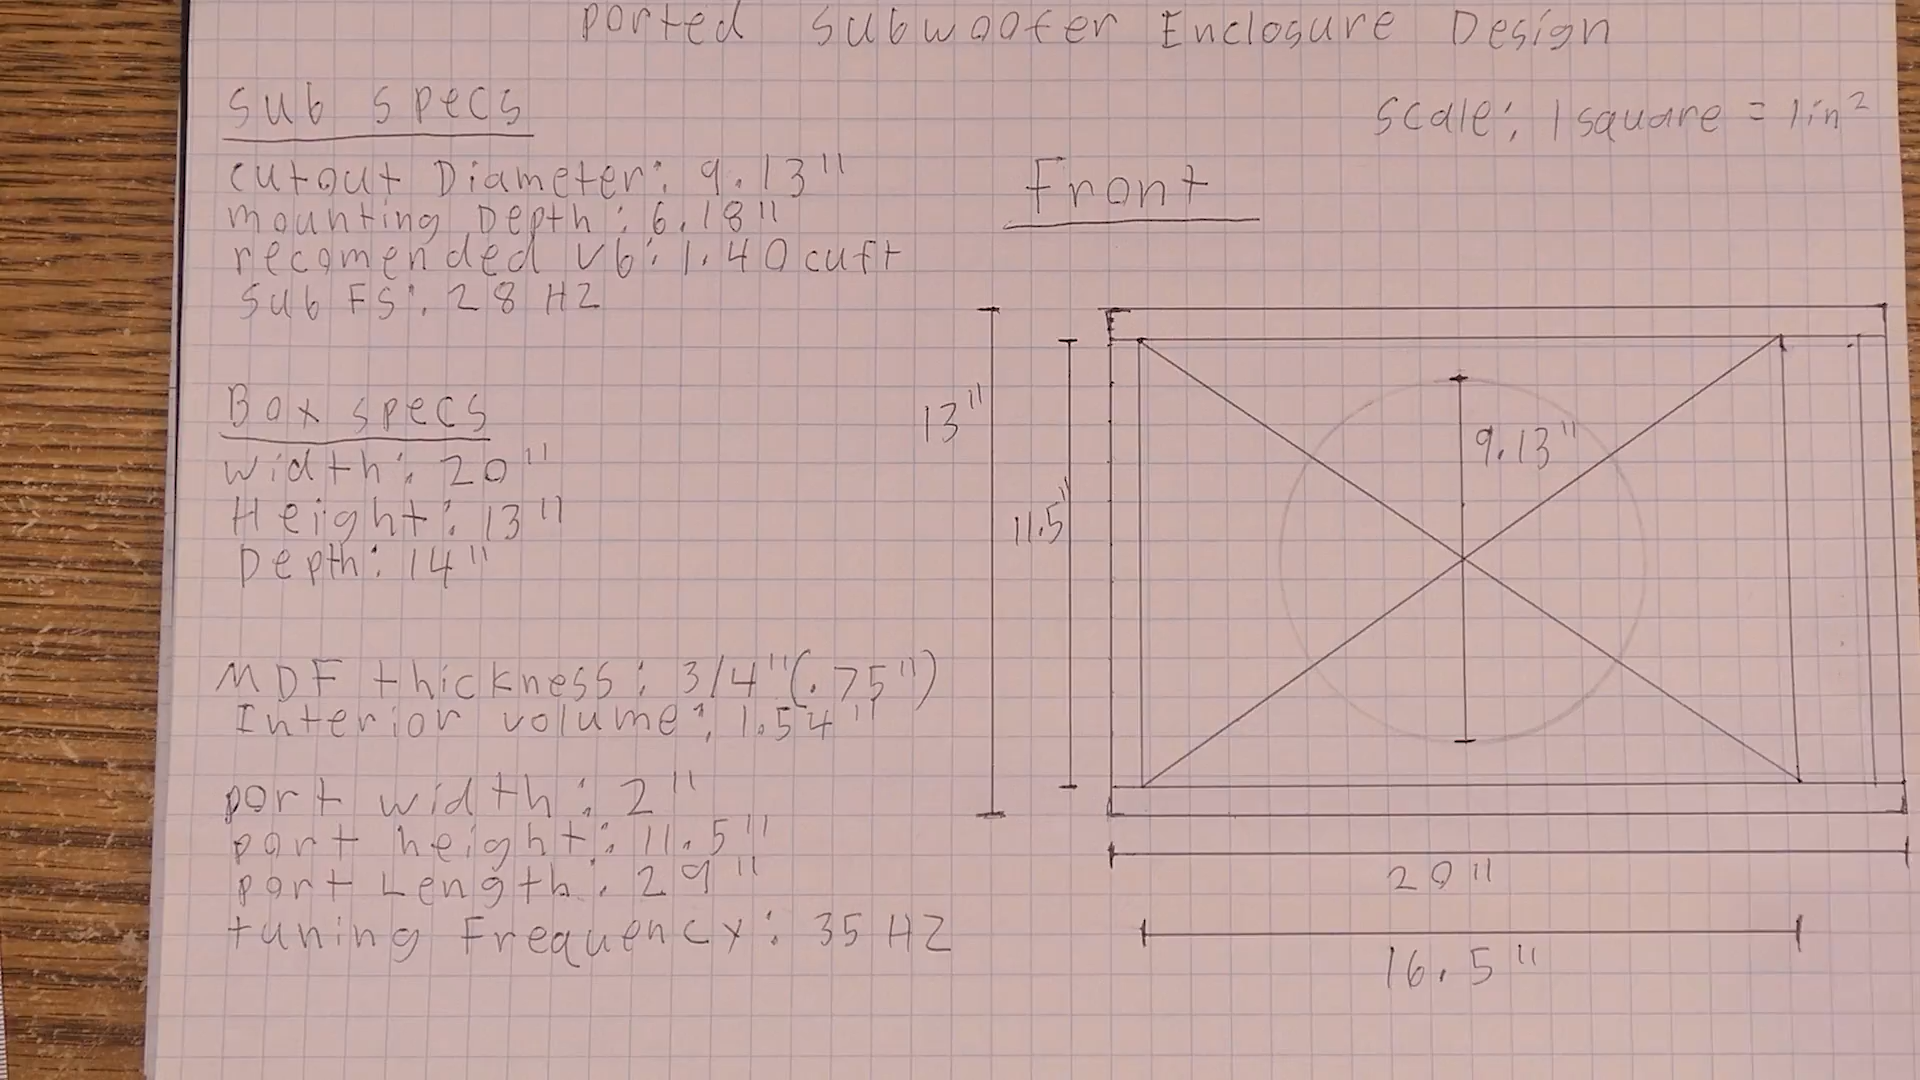 Ported Subwoofer Enclosure Design
Sub specs
Scale: 1 square = 1in²
cutout Diameter: 9.13"
mounting Depth: 6.18"
recomended Vb: 1.40 cuft
Sub FS: 28 HZ
Front
Box specs
width: 20"
Height: 13"
Depth: 14"
MDF thickness: 3/4" (.75")
Interior volume: 1.54"
port width: 2"
port height: 11.5"
port Length: 29"
tuning Frequency: 35 HZ
13"
11.5"
9.13"
20"
16.5"